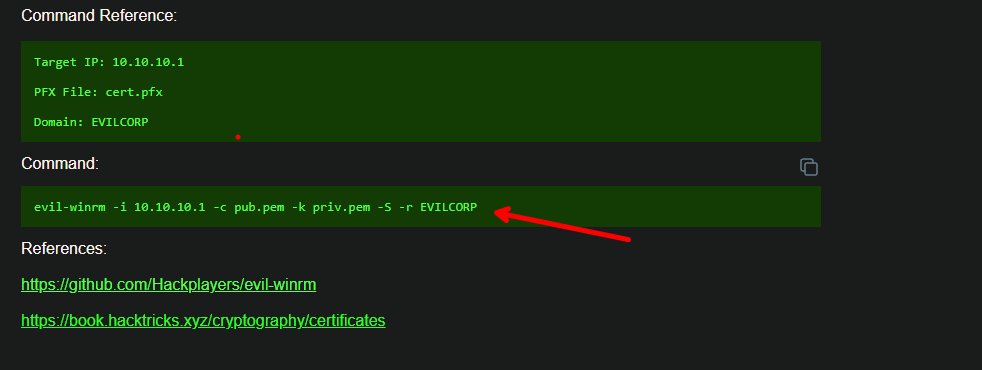 Command Reference:
Target IP: 10.10.10.1
PFX File: cert.pfx
Domain: EVILCORP
Command:
evil-winrm -i 10.10.10.1 -c pub.pem -k priv.pem -S -r EVILCORP
References:
https://github.com/Hackplayers/evil-winrm
https://book.hacktricks.xyz/cryptography/certificates